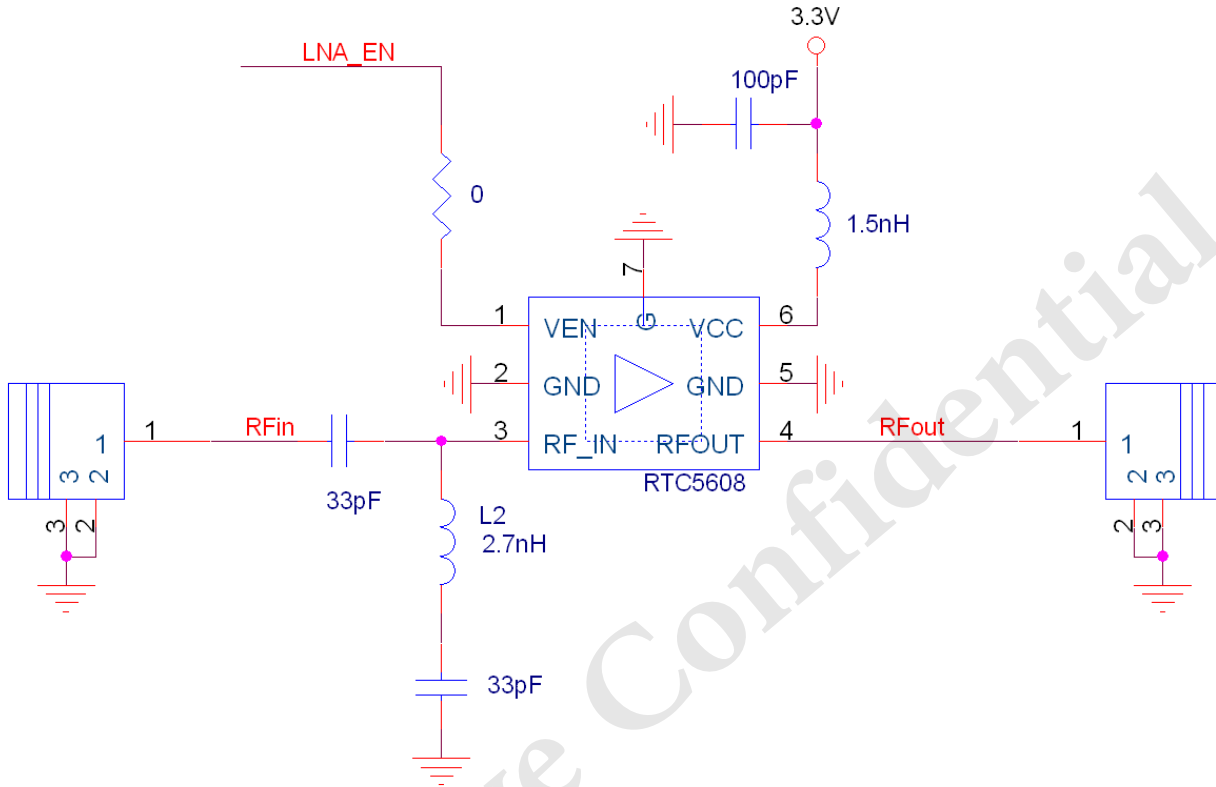 3.3V
LNA_EN
100pF
0
1.5nH
7
1
VEN
G
VCC
6
2
GND
GND
5
1
1
RFin
3
RF_IN
RFOUT
4
RFout
1
1
3
2
33pF
RTC5608
2
3
L2
2.7nH
3
2
2
3
33pF
Confidential